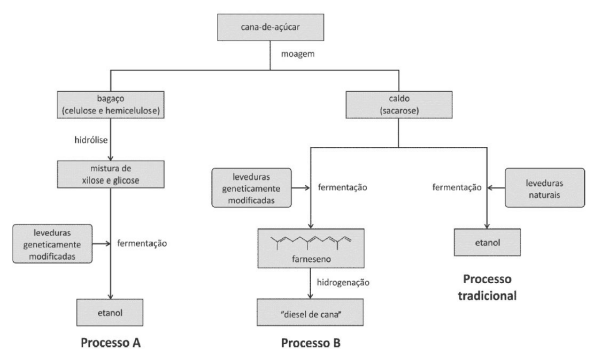 cana-de-açúcar
moagem
bagaço
(celulose e hemicelulose)
caldo
(sacarose)
hidrólise
mistura de
xilose e glicose
leveduras
geneticamente
modificadas
fermentação
fermentação
leveduras
naturais
leveduras
geneticamente
modificadas
fermentação
farneseno
etanol
hidrogenação
Processo
tradicional
etanol
"diesel de cana"
Processo A
Processo B